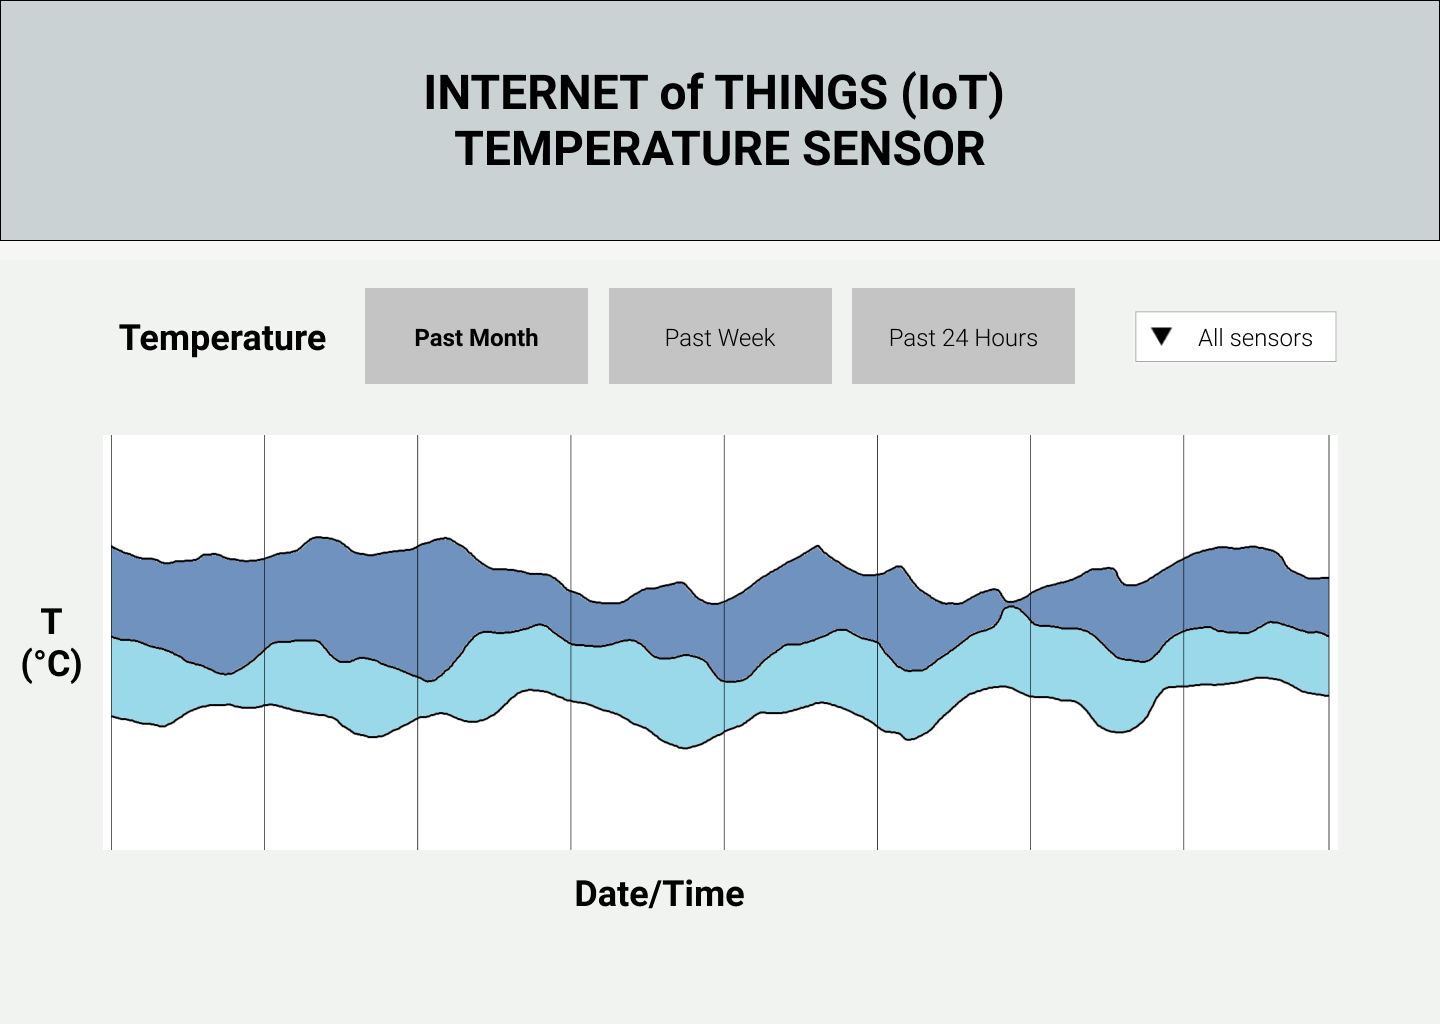 INTERNET of THINGS (IoT)
TEMPERATURE SENSOR
Temperature
Past Month
Past Week
Past 24 Hours
All sensors
T
(°C)
Date/Time